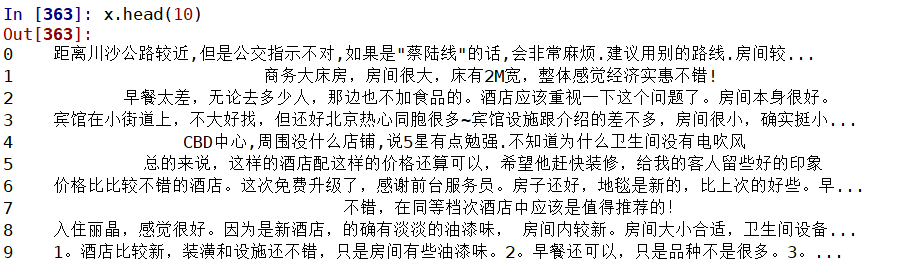 In [363]: x.head(10)
Out[363]:
0 距离川沙公路较近,但是公交指示不对,如果是"蔡陆线"的话,会非常麻烦.建议用别的路线.房间较...
1 商务大床房，房间很大，床有2M宽，整体感觉经济实惠不错!
2 早餐太差，无论去多少人，那边也不加食品的。酒店应该重视一下这个问题了。房间本身很好。
3 宾馆在小街道上，不大好找，但还好北京热心同胞很多~宾馆设施跟介绍的差不多，房间很小，确实挺小...
4 CBD中心,周围没什么店铺,说5星有点勉强.不知道为什么卫生间没有电吹风
5 总的来说，这样的酒店配这样的价格还算可以，希望他赶快装修，给我的客人留些好的印象
6 价格比比较不错的酒店。这次免费升级了，感谢前台服务员。房子还好，地毯是新的，比上次的好些。早...
7 不错，在同等档次酒店中应该是值得推荐的!
8 入住丽晶，感觉很好。因为是新酒店，的确有淡淡的油漆味， 房间内较新。房间大小合适，卫生间设备...
9 1。酒店比较新，装潢和设施还不错，只是房间有些油漆味。2。早餐还可以，只是品种不是很多。3。...